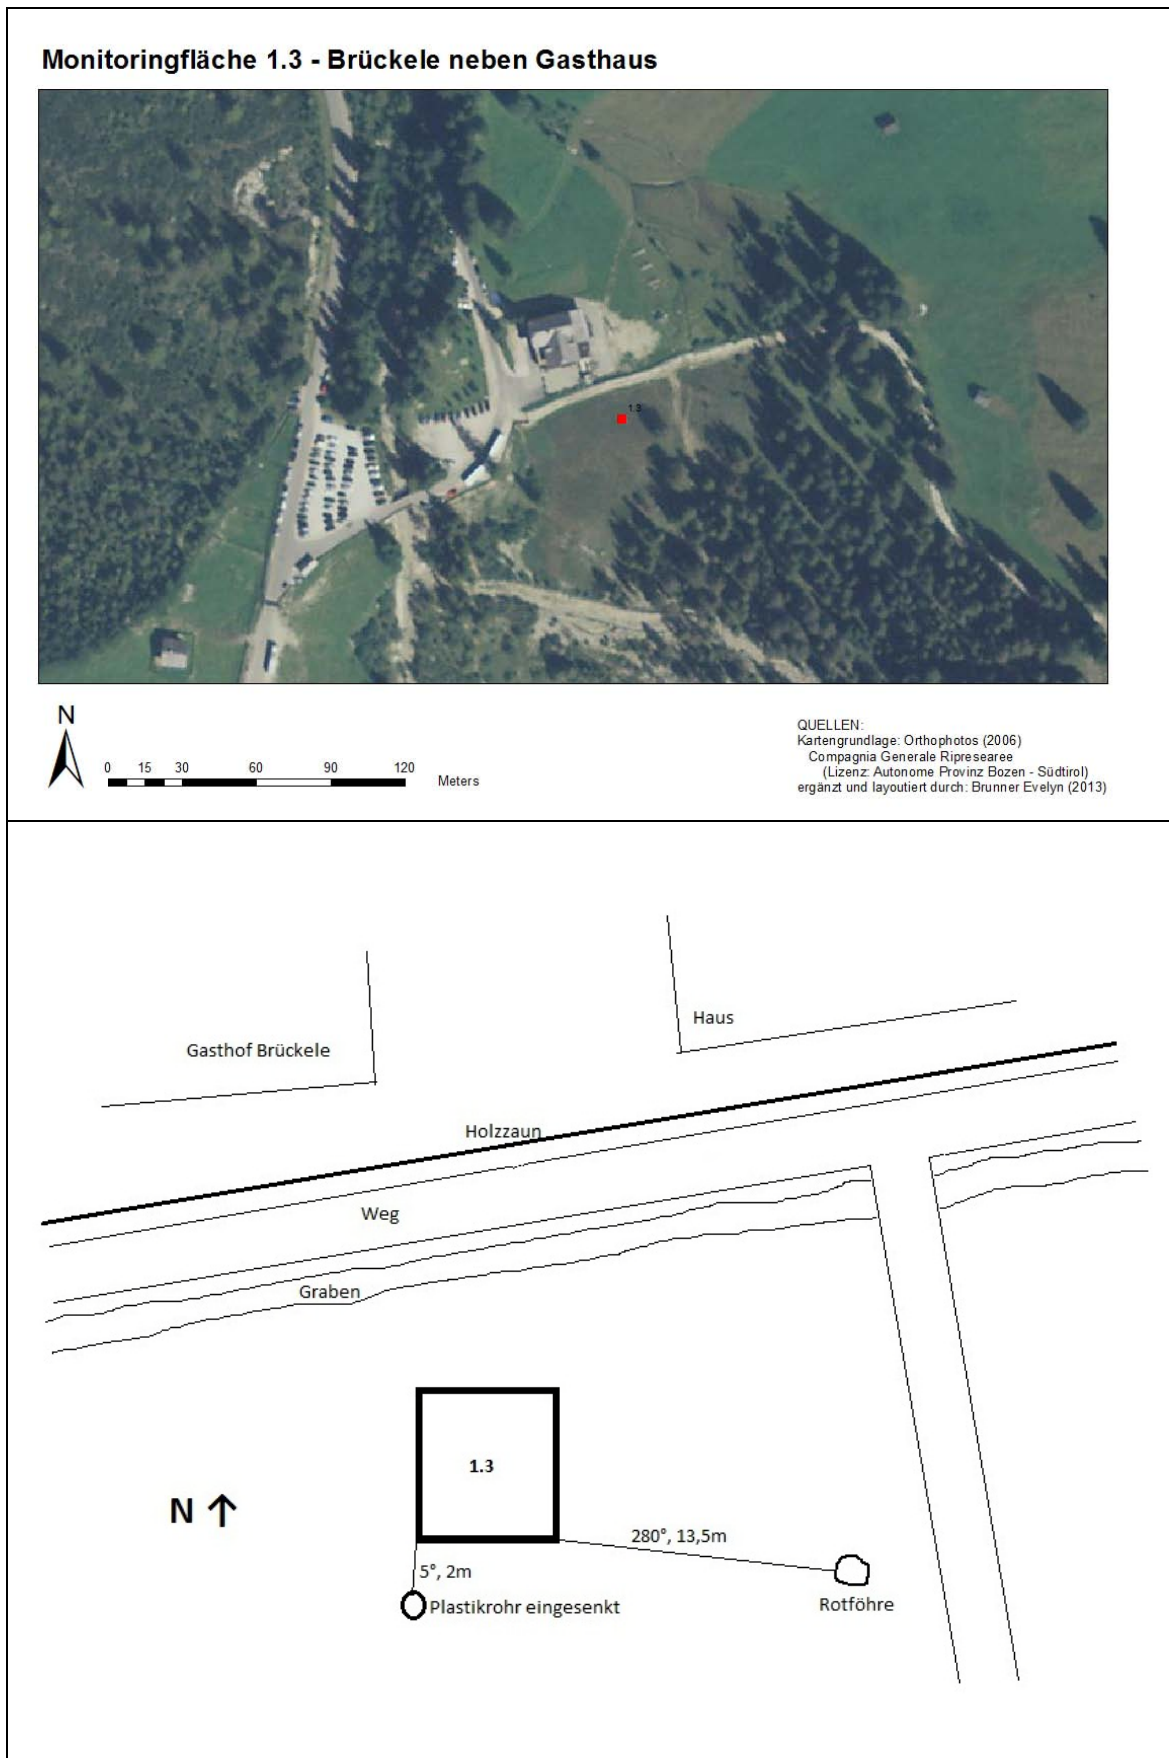 Monitoringfläche 1.3 - Brückele neben Gasthaus
1.3
N
0 15 30 60 90 120
Meters
QUELLEN:
Kartengrundlage: Orthophotos (2006)
Compagnia Generale Ripresearee
(Lizenz: Autonome Provinz Bozen - Südtirol)
ergänzt und layoutiert durch: Brunner Evelyn (2013)
Haus
Gasthof Brückele
Holzzaun
Weg
Graben
1.3
N ↑
280°, 13,5m
5°, 2m
Plastikrohr eingesenkt
Rotföhre